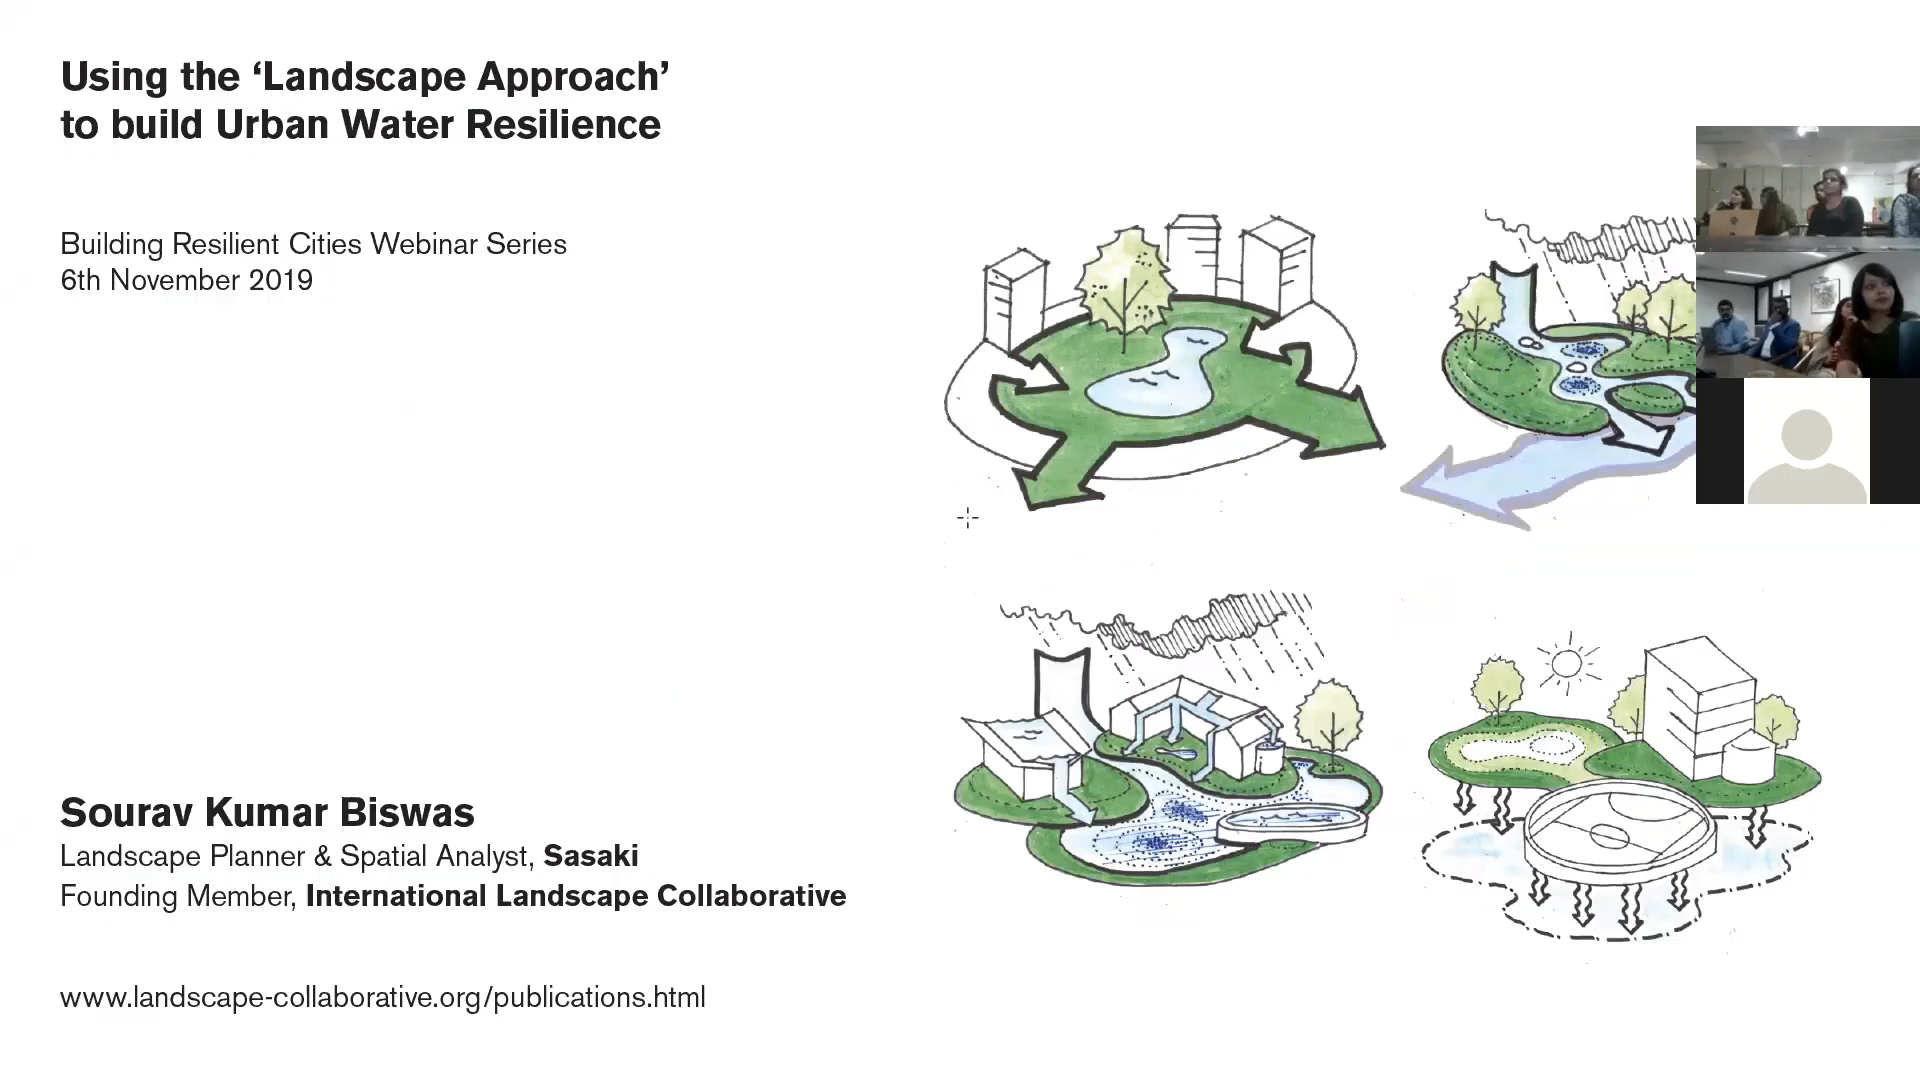 Using the ‘Landscape Approach’
to build Urban Water Resilience
Building Resilient Cities Webinar Series
6th November 2019
Sourav Kumar Biswas
Landscape Planner & Spatial Analyst, Sasaki
Founding Member, International Landscape Collaborative
www.landscape-collaborative.org/publications.html